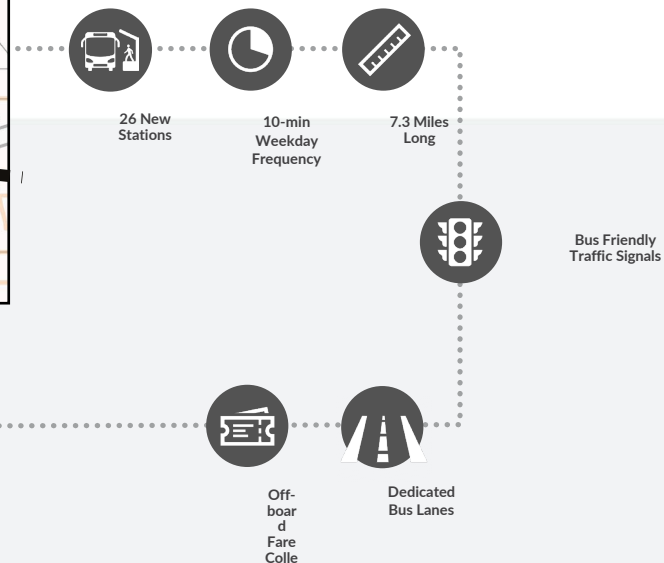 26 New
Stations
10-min
Weekday
Frequency
7.3 Miles
Long
Bus Friendly
Traffic Signals
Dedicated
Bus Lanes
Off-
boar
d
Fare
Colle